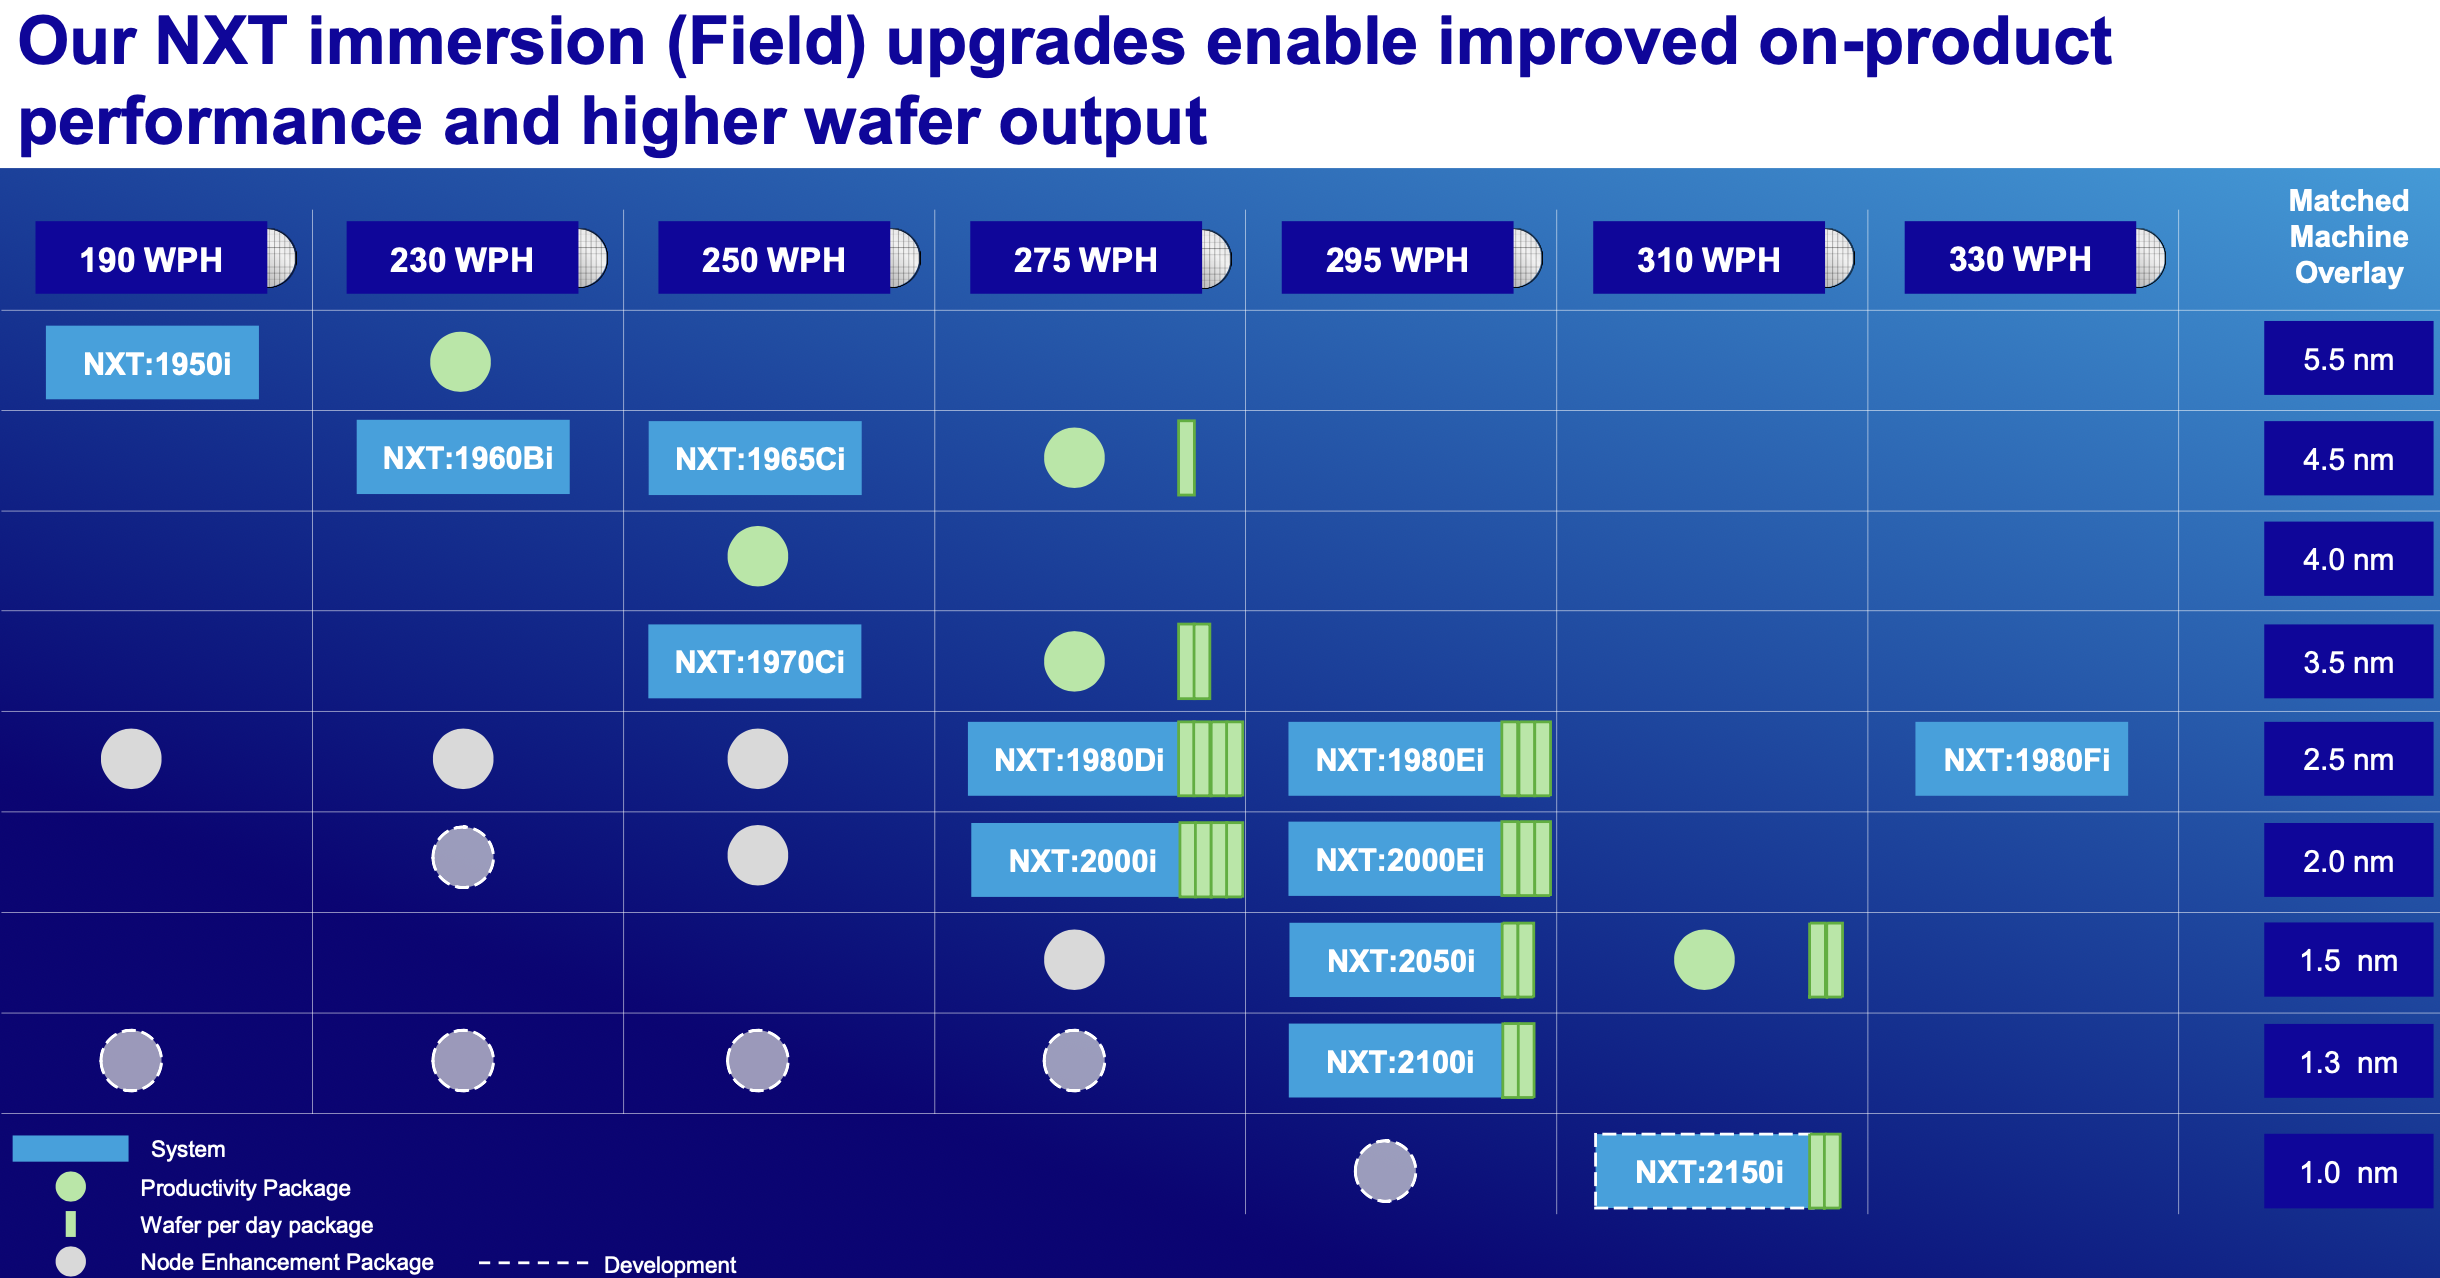 Our NXT immersion (Field) upgrades enable improved on-product
performance and higher wafer output
190 WPH
230 WPH
250 WPH
275 WPH
295 WPH
310 WPH
330 WPH
Matched
Machine
Overlay
NXT:1950i
5.5 nm
NXT:1960Bi
NXT:1965Ci
4.5 nm
4.0 nm
NXT:1970Ci
3.5 nm
NXT:1980Di
NXT:1980Ei
NXT:1980Fi
2.5 nm
NXT:2000i
NXT:2000Ei
2.0 nm
NXT:2050i
1.5 nm
NXT:2100i
1.3 nm
NXT:2150i
1.0 nm
System
Productivity Package
Wafer per day package
Node Enhancement Package
Development